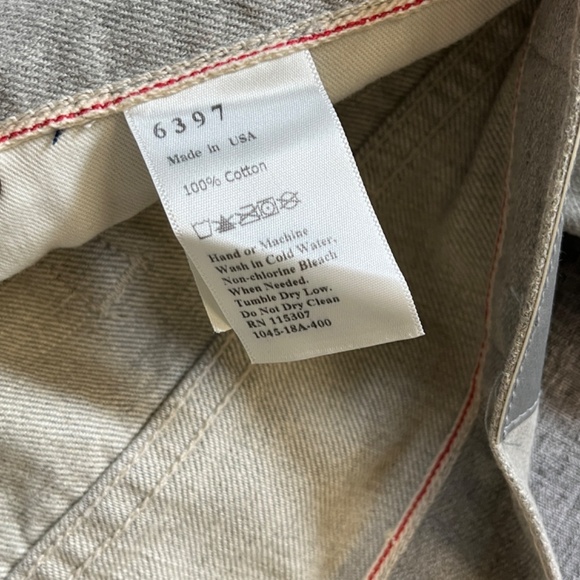 6397
Made in USA
100% Cotton
Hand or Machine
Wash in Cold Water.
Non-chlorine Bleach
When Needed.
Tumble Dry Low.
Do Not Dry Clean
RN 115307
1045-18A-400